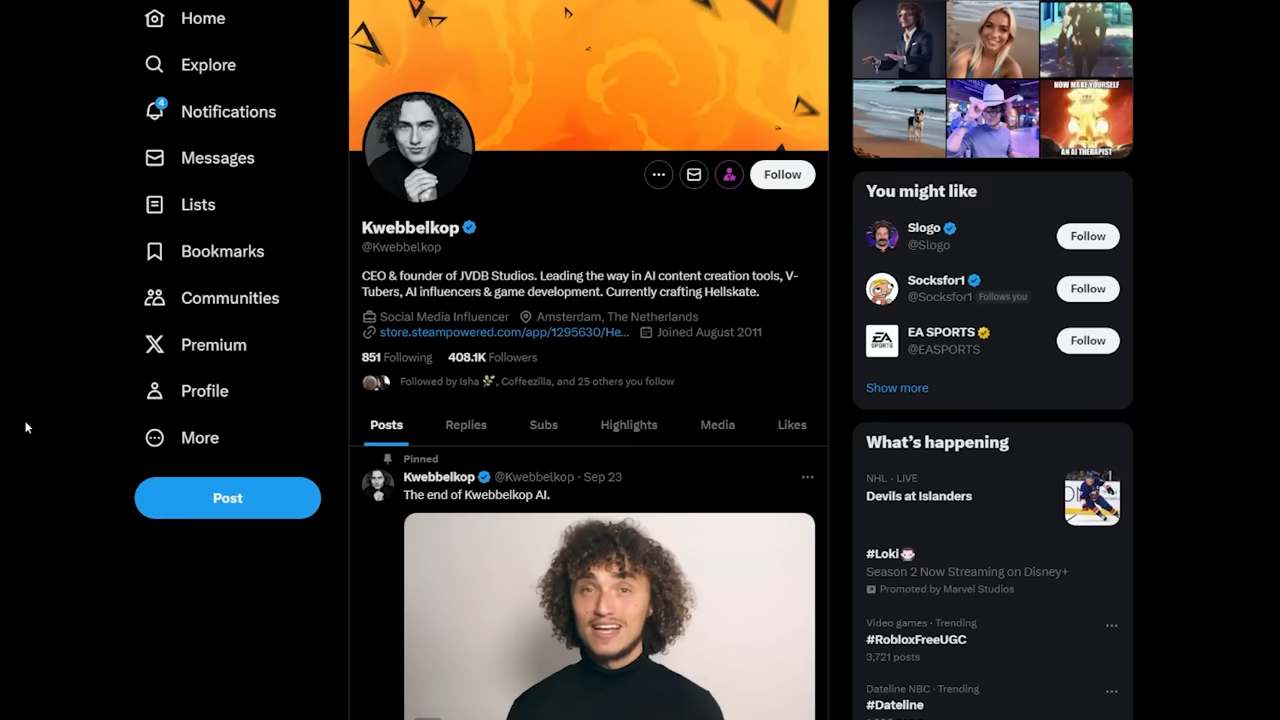 Home
Explore
4
Notifications
Messages
Lists
Bookmarks
Communities
Premium
Profile
More
Post
Follow
Kwebbelkop
@Kwebbelkop
CEO & founder of JVDB Studios. Leading the way in AI content creation tools, V-
Tubers, AI influencers & game development. Currently crafting Hellskate.
Social Media Influencer Amsterdam, The Netherlands
store.steampowered.com/app/1295630/He... Joined August 2011
851 Following 408.1K Followers
Followed by Isha 🌿, Coffeezilla, and 25 others you follow
Posts Replies Subs Highlights Media Likes
Pinned
Kwebbelkop @Kwebbelkop · Sep 23
The end of Kwebbelkop AI.
NOW MAKE YOURSELF
AN AI THERAPIST
You might like
Slogo
@Slogo
Follow
Socksfor1
@Socksfor1 Follows you
Follow
EA SPORTS
EA SPORTS
@EASPORTS
Follow
Show more
What's happening
NHL · LIVE
Devils at Islanders
#Loki
Season 2 Now Streaming on Disney+
Promoted by Marvel Studios
Video games · Trending
#RobloxFreeUGC
3,721 posts
Dateline NBC · Trending
#Dateline